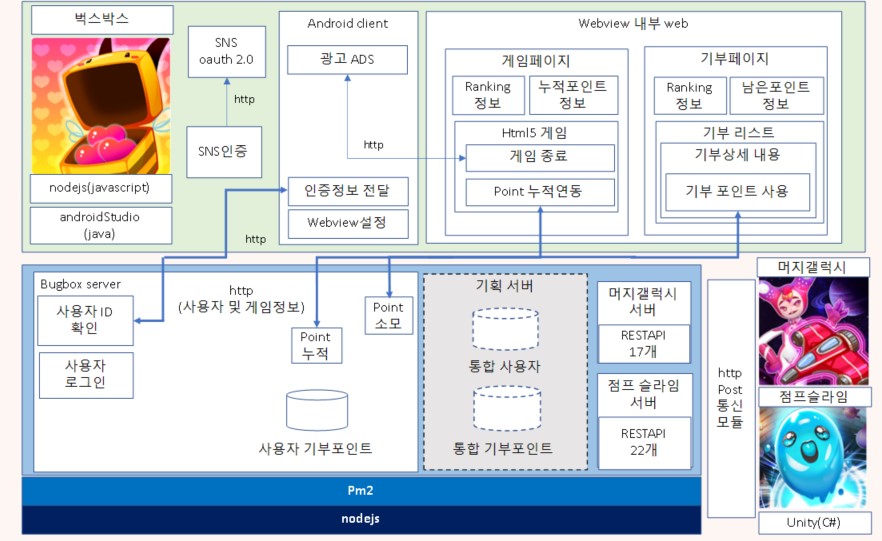 벅스박스
nodejs(javascript)
androidStudio
(java)
SNS
oauth 2.0
http
SNS인증
http
Android client
광고 ADS
http
인증정보 전달
Webview설정
Webview 내부 web
게임페이지
Ranking
정보
누적포인트
정보
Html5 게임
게임 종료
Point 누적연동
기부페이지
Ranking
정보
남은포인트
정보
기부 리스트
기부상세 내용
기부 포인트 사용
Bugbox server
사용자 ID
확인
사용자
로그인
http
(사용자 및 게임정보)
Point
누적
Point
소모
사용자 기부포인트
기획 서버
통합 사용자
통합 기부포인트
머지갤럭시
서버
RESTAPI
17개
점프 슬라임
서버
RESTAPI
22개
http
Post
통신
모듈
머지갤럭시
점프슬라임
Unity(C#)
Pm2
nodejs